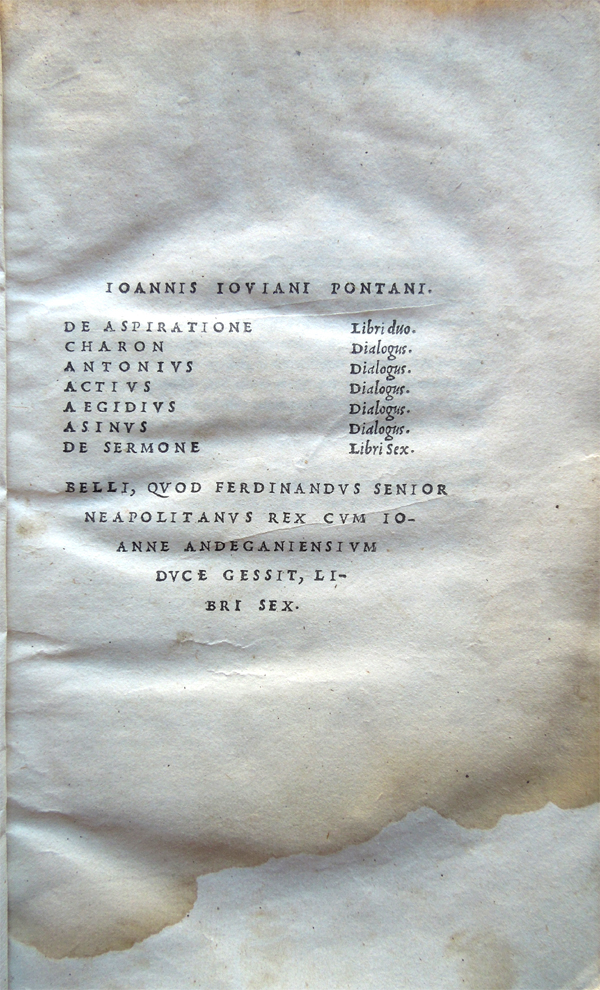 IOANNIS IOVIANI PONTANI.
DE ASPIRATIONE Libri duo.
CHARON Dialogus.
ANTONIVS Dialogus.
ACTIVS Dialogus.
AEGIDIVS Dialogus.
ASINVS Dialogus.
DE SERMONE Libri Sex.
BELLI, QVOD FERDINANDVS SENIOR
NEAPOLITANVS REX CVM IO-
ANNE ANDEGANIENSIVM
DVCE GESSIT, LI-
BRI SEX.